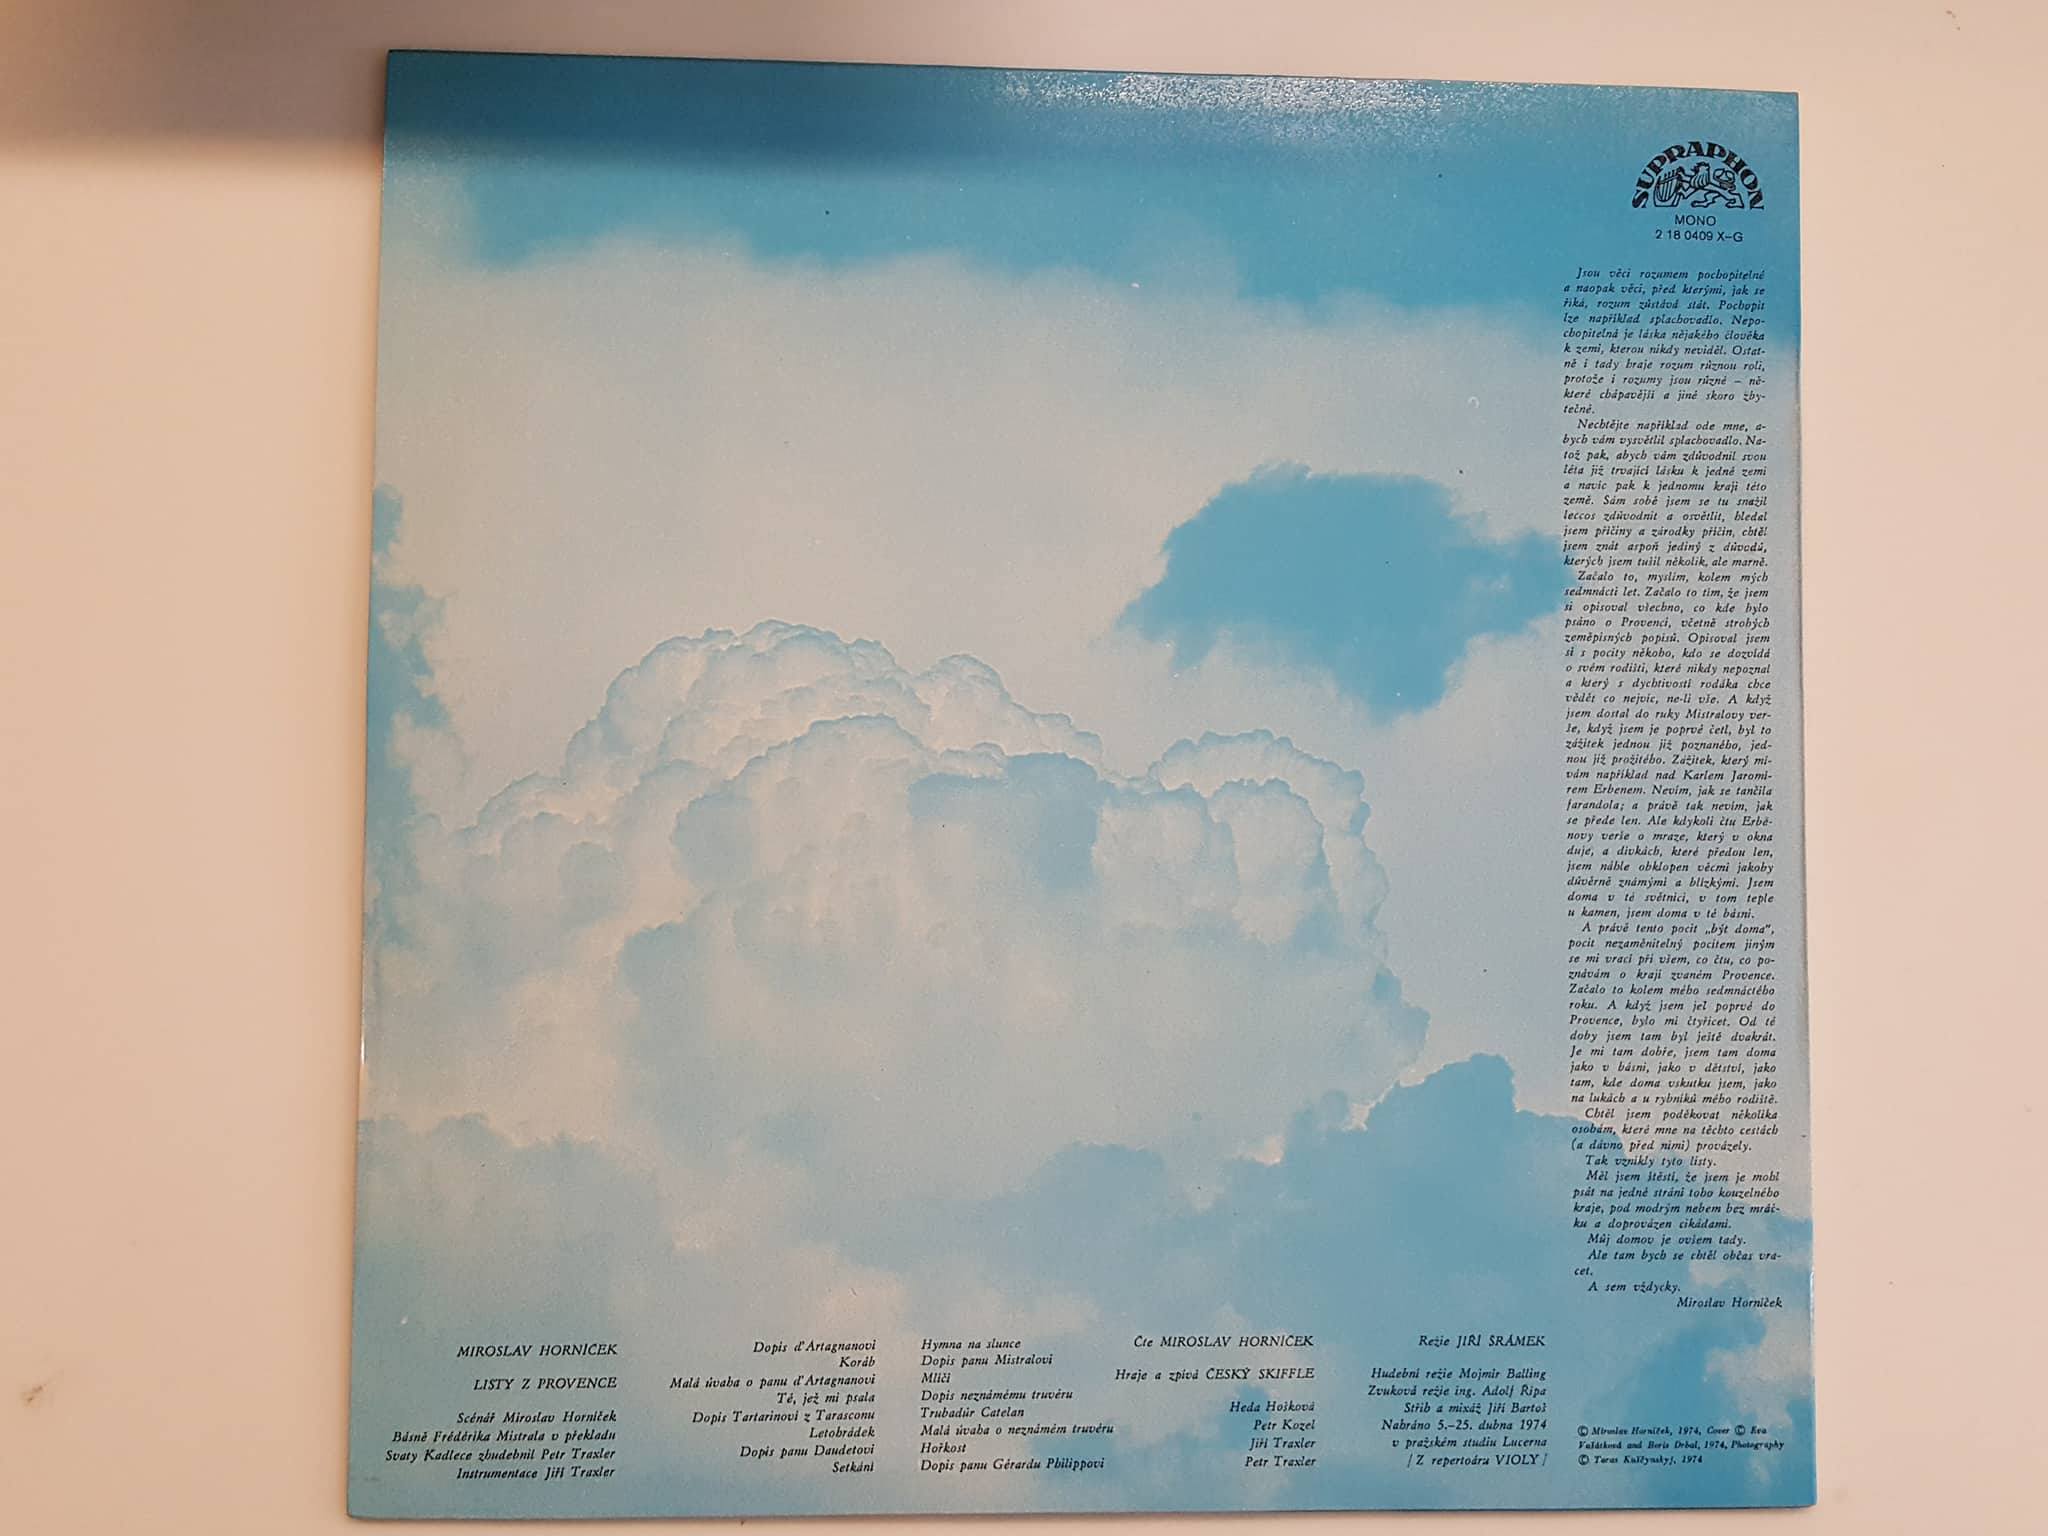 SUPRAPHON
MONO
2 18 0409 X–G
Jsou věci rozumem pochopitelné
a naopak věci, před kterými, jak se
říká, rozum zůstává stát. Pochopit
lze například splachovadlo. Nepo-
chopitelná je láska nějakého člověka
k zemi, kterou nikdy neviděl. Ostat-
ně i tady hraje rozum různou roli,
protože i rozumy jsou různé – ně-
které chápavější a jiné skoro zby-
tečné.
Nechtějte například ode mne, a-
bych vám vysvětlil splachovadlo. Na-
tož pak, abych vám zdůvodnil svou
léta již trvající lásku k jedné zemi
a navíc pak k jednomu kraji této
země. Sám sobě jsem se tu snažil
leccos zdůvodnit a osvětlit, hledal
jsem příčiny a zárodky příčin, chtěl
jsem znát aspoň jediný z důvodů,
kterých jsem tušil několik, ale marně.
Začalo to, myslím, kolem mých
sedmnácti let. Začalo to tím, že jsem
si opisoval všechno, co kde bylo
psáno o Provenci, včetně strohých
zeměpisných popisů. Opisoval jsem
si s pocity někoho, kdo se dozvídá
o svém rodišti, které nikdy nepoznal
a který s dychtivostí rodáka chce
vědět co nejvíc, ne-li vše. A když
jsem dostal do ruky Mistralovy ver-
še, když jsem je poprvé četl, byl to
zážitek jednou již poznaného, jed-
nou již prožitého. Zážitek, který mí-
vám například nad Karlem Jaromí-
rem Erbenem. Nevím, jak se tančila
farandola; a právě tak nevím, jak
se přede len. Ale kdykoli čtu Erbe-
novy verše o mraze, který v okna
duje, a dívkách, které předou len,
jsem náhle obklopen věcmi jakoby
důvěrně známými a blízkými. Jsem
doma v té světnici, v tom teple
u kamen, jsem doma v té básni.
A právě tento pocit „být doma",
pocit nezaměnitelný pocitem jiným
se mi vrací při všem, co čtu, co po-
znávám o kraji zvaném Provence.
Začalo to kolem mého sedmnáctého
roku. A když jsem jel poprvé do
Provence, bylo mi čtyřicet. Od té
doby jsem tam byl ještě dvakrát.
Je mi tam dobře, jsem tam doma
jako v básni, jako v dětství, jako
tam, kde doma vskutku jsem, jako
na lukách a u rybníků mého rodiště.
Chtěl jsem poděkovat několika
osobám, které mne na těchto cestách
(a dávno před nimi) provázely.
Tak vznikly tyto listy.
Měl jsem štěstí, že jsem je mohl
psát na jedné stráni toho kouzelného
kraje, pod modrým nebem bez mráč-
ku a doprovázen cikádami.
Můj domov je ovšem tady.
Ale tam bych se chtěl občas vra-
cet.
A sem vždycky.
Miroslav Horníček
MIROSLAV HORNÍČEK
LISTY Z PROVENCE
Scénář Miroslav Horníček
Básně Frédérika Mistrala v překladu
Svaty Kadlece zhudebnil Petr Traxler
Instrumentace Jiří Traxler
Dopis d'Artagnanovi
Koráb
Malá úvaha o panu d'Artagnanovi
Té, jež mi psala
Dopis Tartarinovi z Tarasconu
Letohrádek
Dopis panu Daudetovi
Setkání
Hymna na slunce
Dopis panu Mistralovi
Mlčí
Dopis neznámému truvéru
Trubadúr Catelan
Malá úvaha o neznámém truvéru
Hořkost
Dopis panu Gérardu Philippovi
Čte MIROSLAV HORNÍČEK
Hraje a zpívá ČESKÝ SKIFFLE
Heda Hošková
Petr Kozel
Jiří Traxler
Petr Traxler
Režie JIŘÍ ŠRÁMEK
Hudební režie Mojmír Balling
Zvuková režie ing. Adolf Řípa
Střih a mixáž Jiří Bartoš
Nahráno 5.–25. dubna 1974
v pražském studiu Lucerna
/ Z repertoáru VIOLY /
Ⓟ Miroslav Horníček, 1974, Cover © Eva
Vašátková and Boris Drbal, 1974, Photography
© Taras Kuščynskyj, 1974